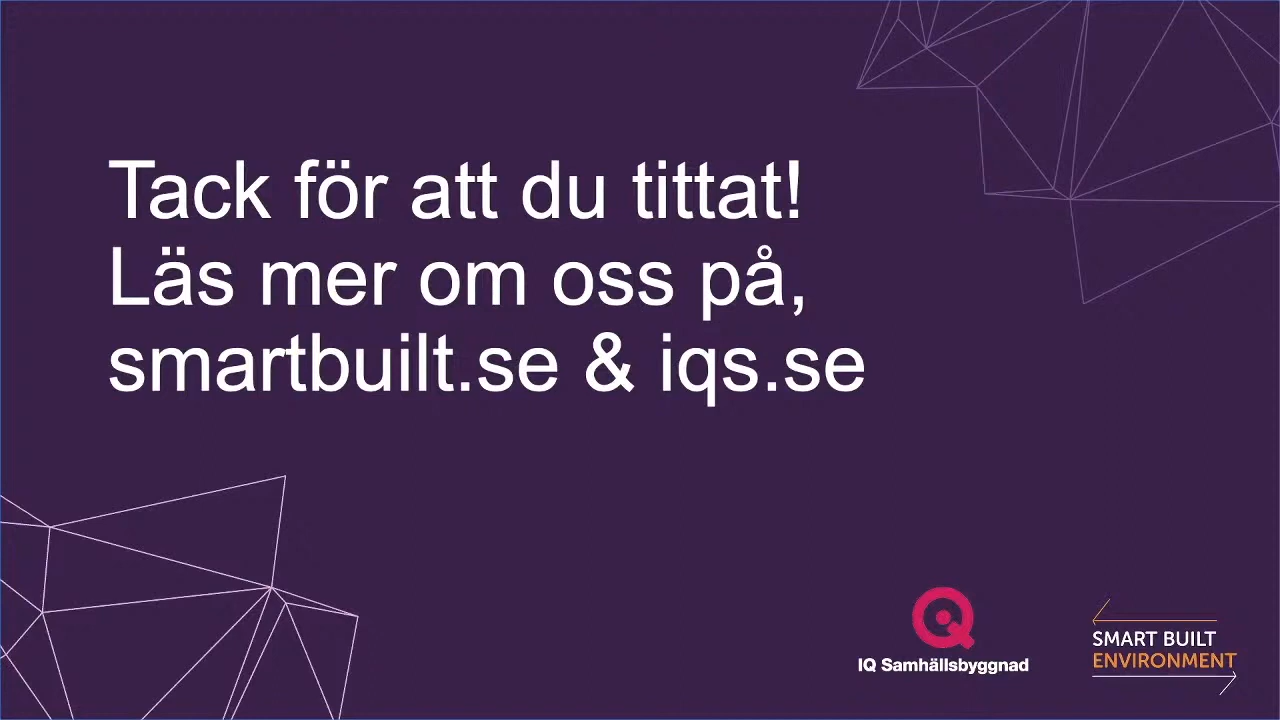 Tack för att du tittat!
Läs mer om oss på,
smartbuilt.se & iqs.se
IQ Samhällsbyggnad
SMART BUILT
ENVIRONMENT